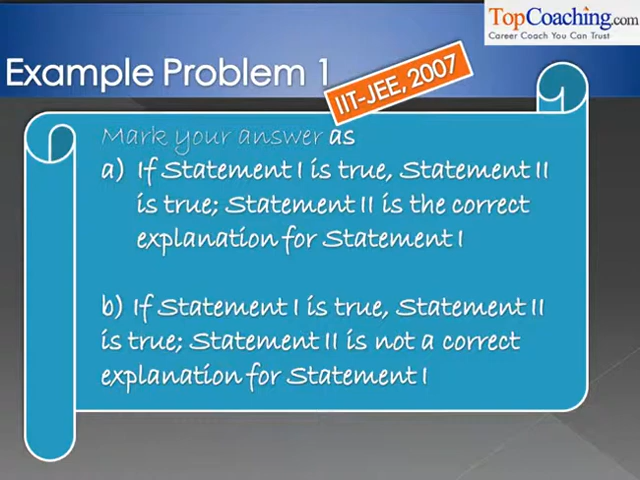 TopCoaching.com
Career Coach You Can Trust
Example Problem 1
IIT-JEE, 2007
Mark your answer as
a) If Statement I is true, Statement II
is true; Statement II is the correct
explanation for Statement I
b) If Statement I is true, Statement II
is true; Statement II is not a correct
explanation for Statement I